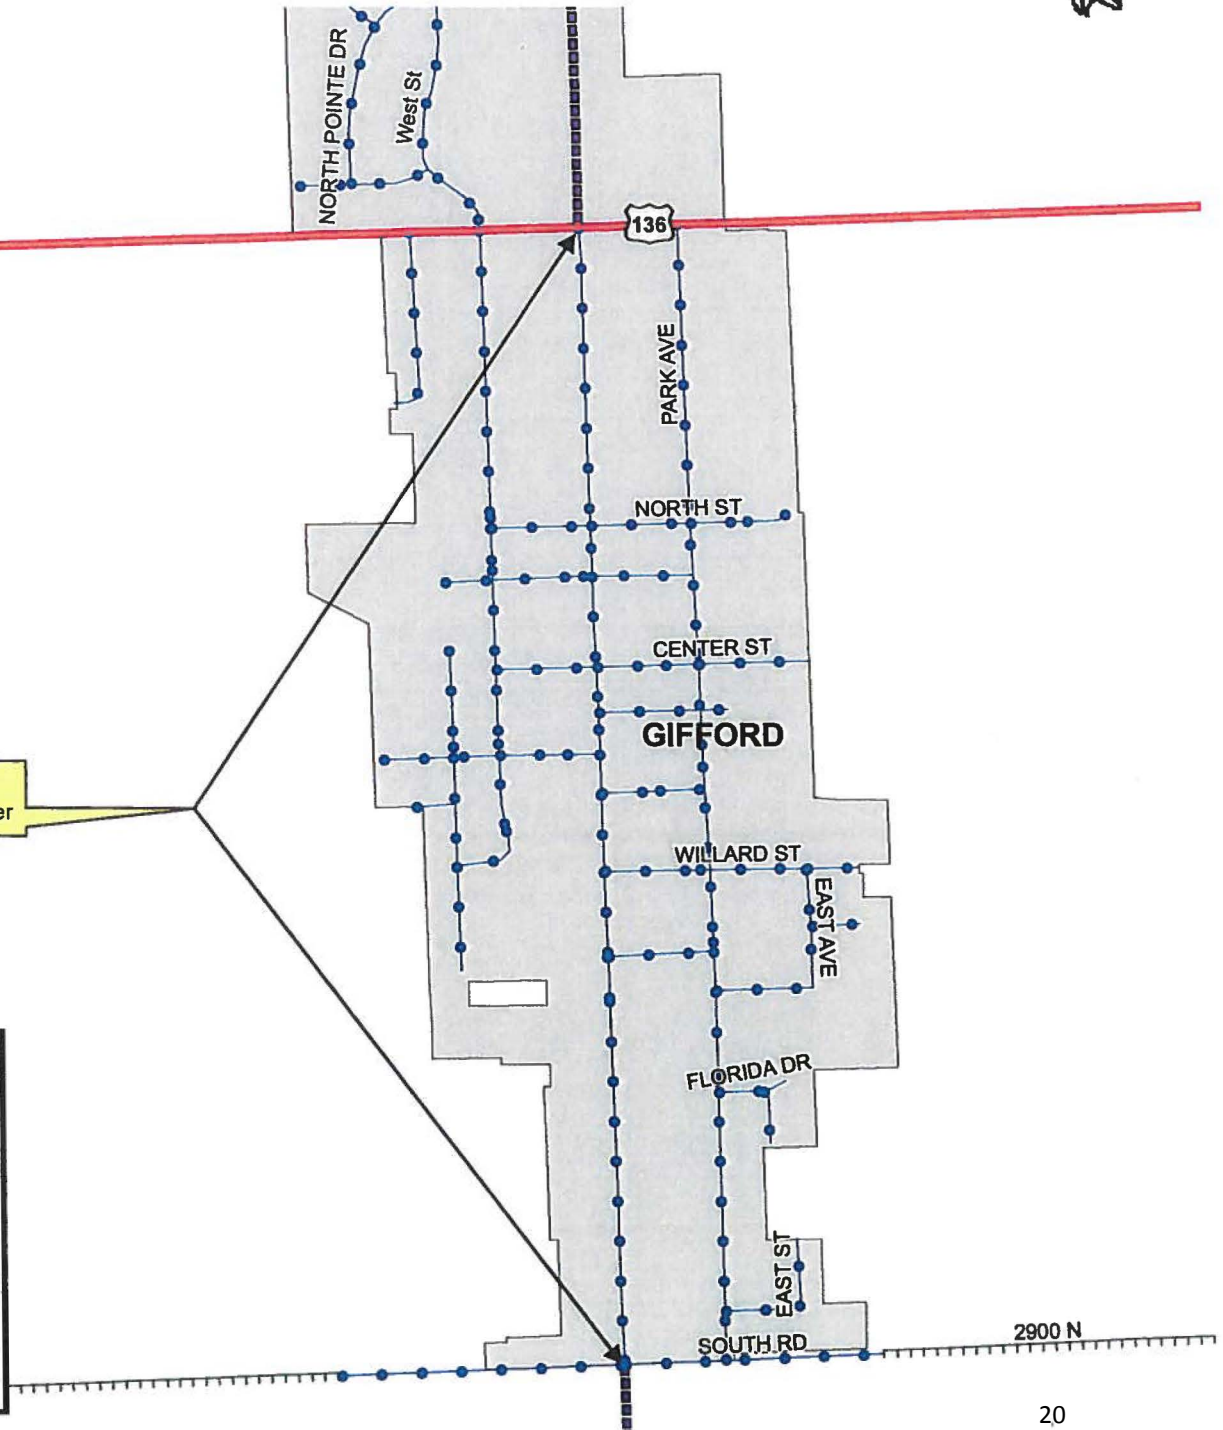 NORTH POINTE DR
West St
136
PARK AVE
NORTH ST
CENTER ST
GIFFORD
er
WILLARD ST
EAST AVE
FLORIDA DR
EAST ST
SOUTH RD
2900 N
20